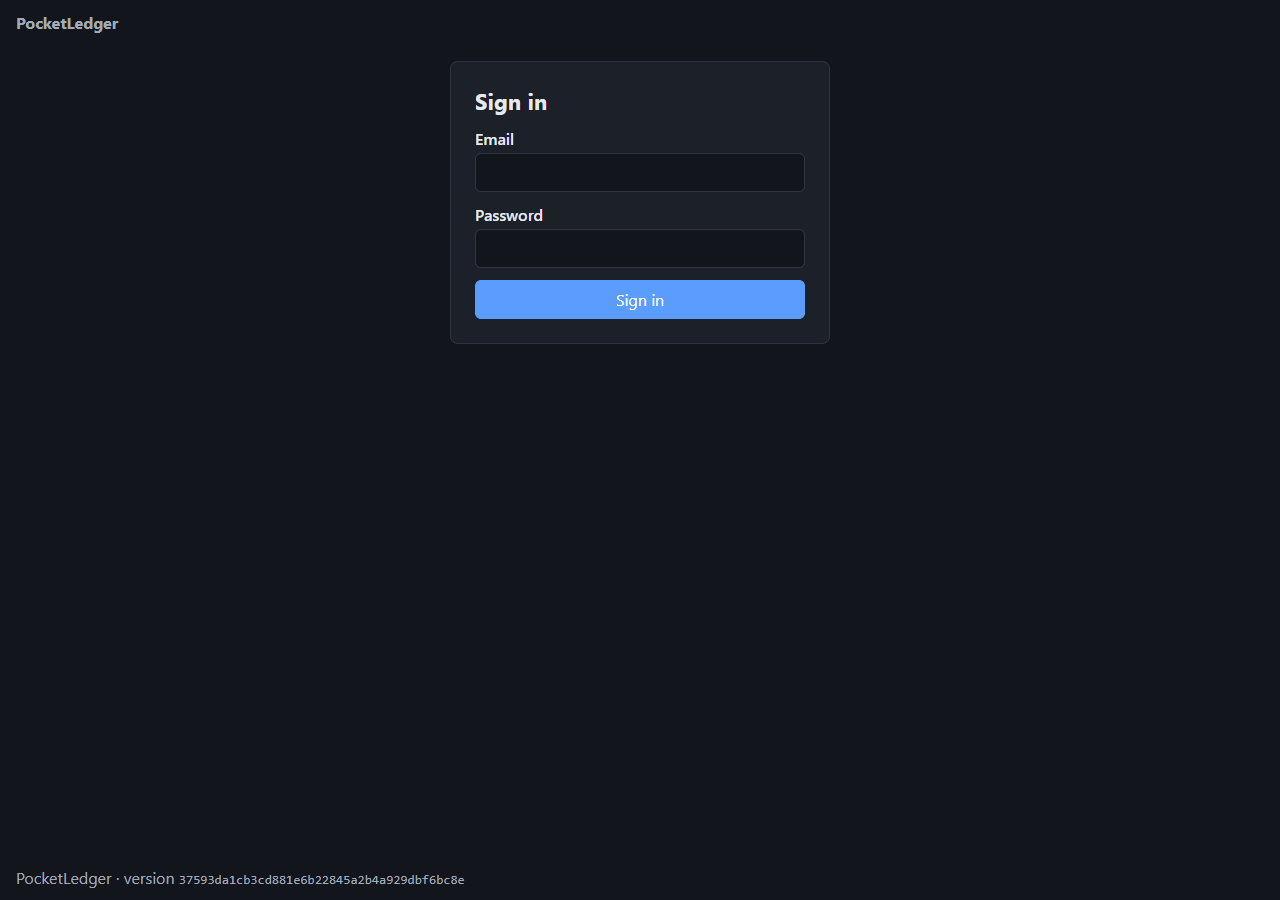 PocketLedger
Sign in
Email
Password
Sign in
PocketLedger · version 37593da1cb3cd881e6b22845a2b4a929dbf6bc8e